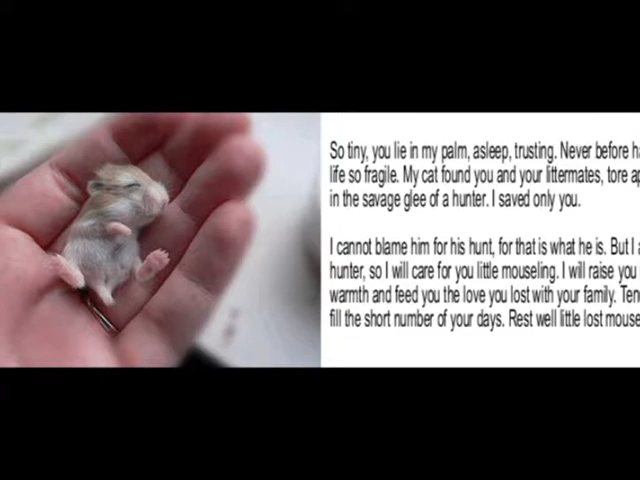 So tiny, you lie in my palm, asleep, trusting. Never before
life so fragile. My cat found you and your littermates, tore
in the savage glee of a hunter. I saved only you.
I cannot blame him for his hunt, for that is what he is. But I
hunter, so I will care for you little mouseling. I will raise you
warmth and feed you the love you lost with your family.
fill the short number of your days. Rest well little lost